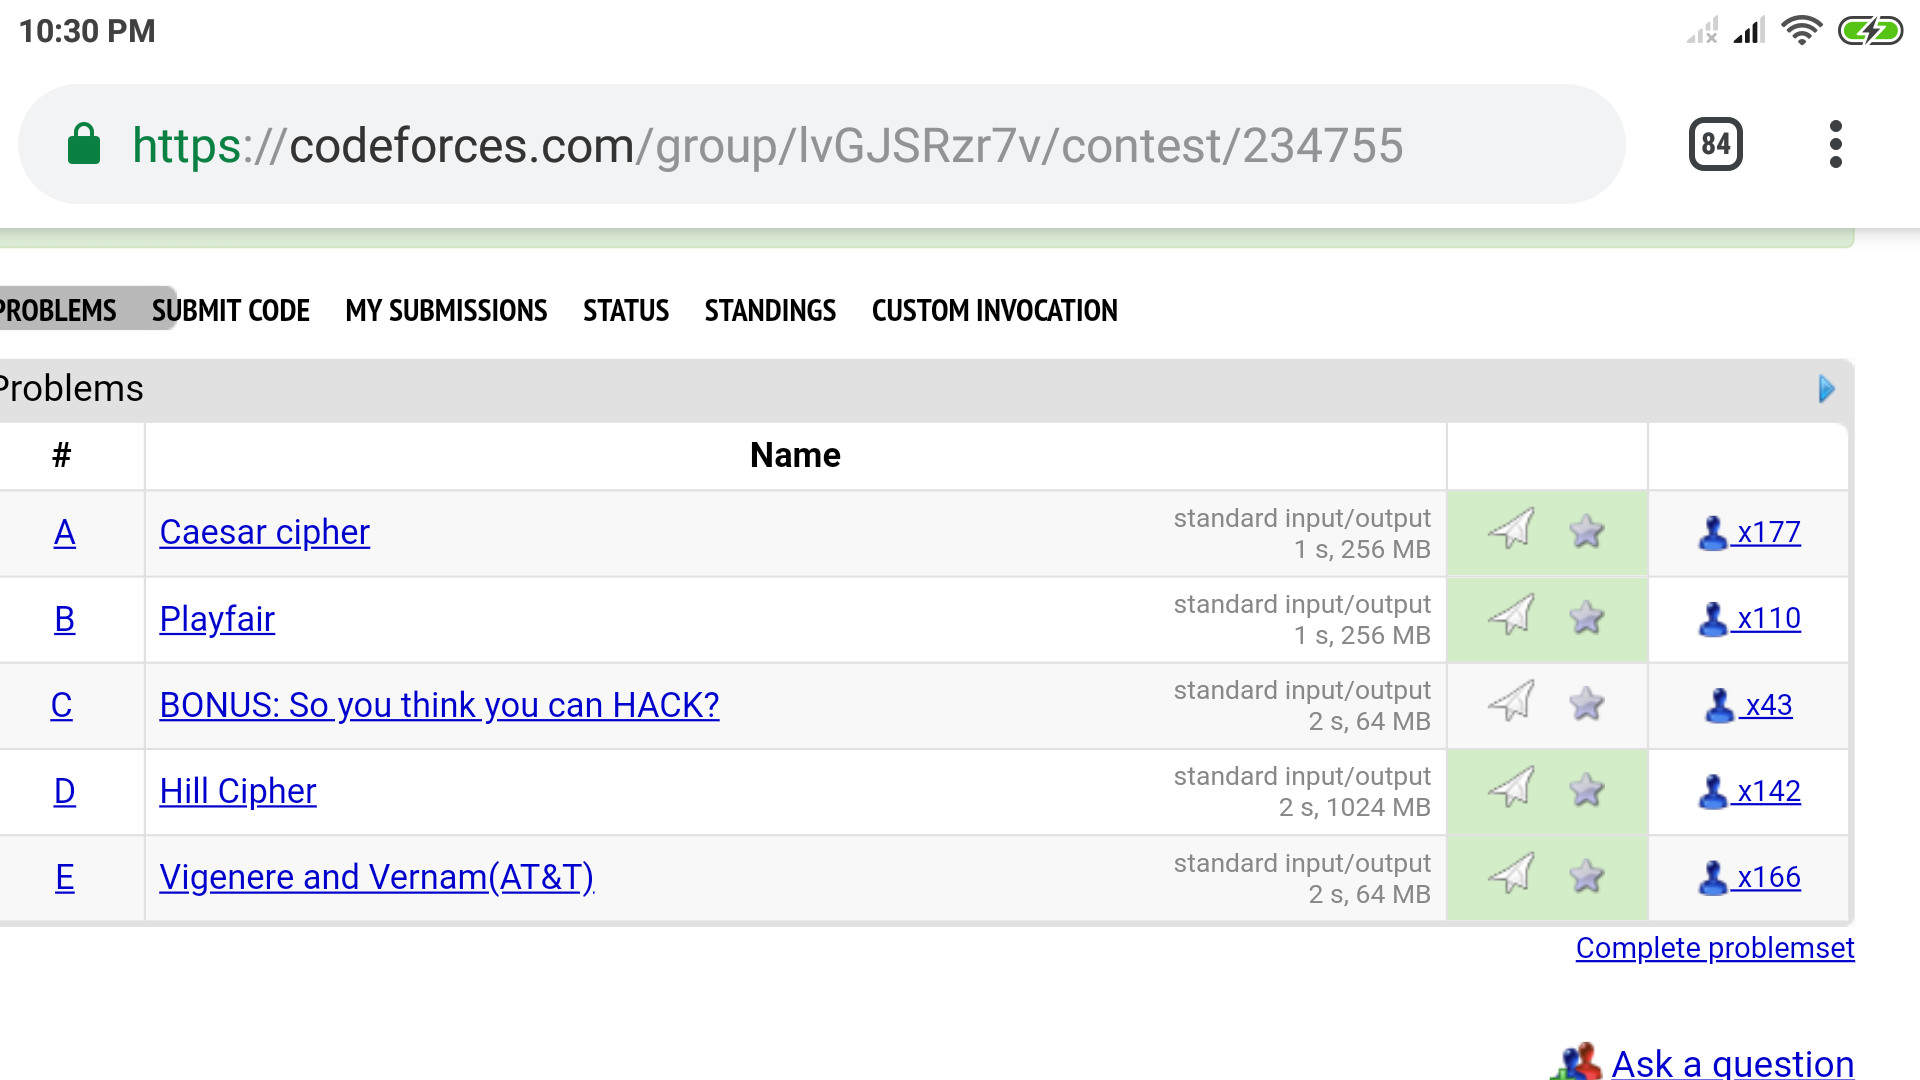 10:30 PM
https://codeforces.com/group/lvGJSRzr7v/contest/234755
84
PROBLEMS SUBMIT CODE MY SUBMISSIONS STATUS STANDINGS CUSTOM INVOCATION
Problems
# Name
A Caesar cipher standard input/output 1 s, 256 MB x177
B Playfair standard input/output 1 s, 256 MB x110
C BONUS: So you think you can HACK? standard input/output 2 s, 64 MB x43
D Hill Cipher standard input/output 2 s, 1024 MB x142
E Vigenere and Vernam(AT&T) standard input/output 2 s, 64 MB x166
Complete problemset
Ask a question